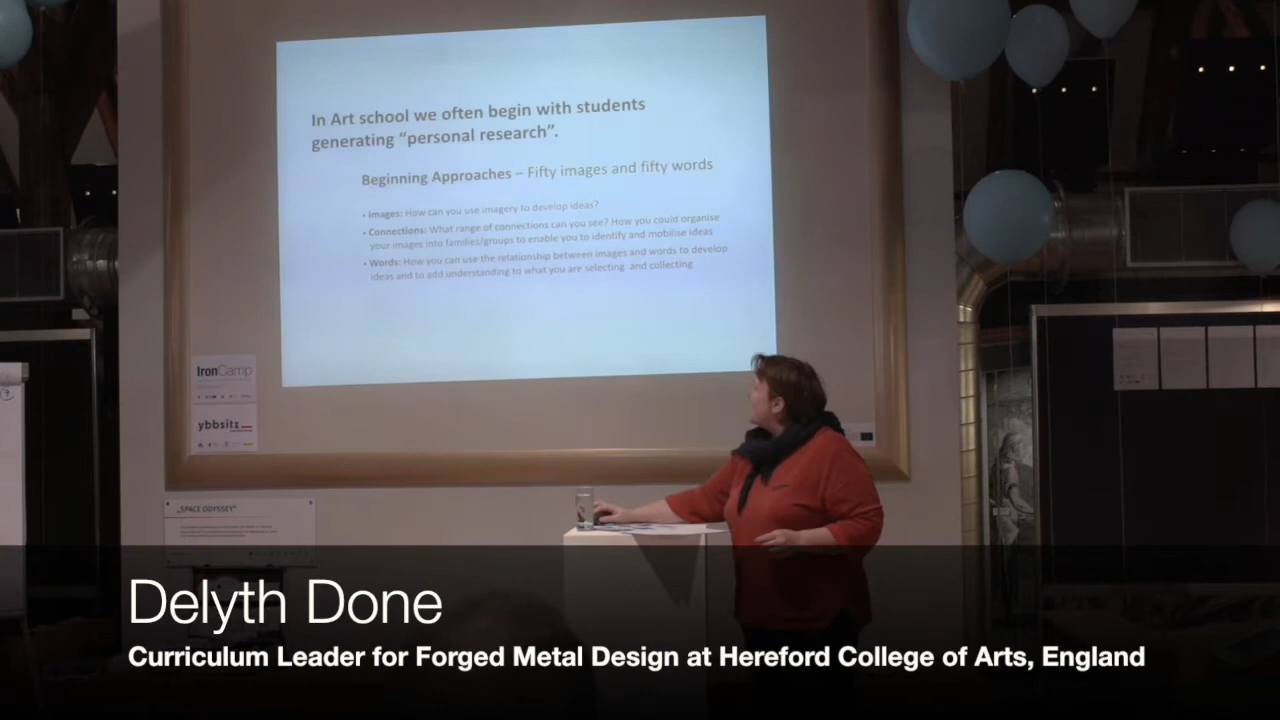 In Art school we often begin with students
generating “personal research”.
Beginning Approaches – Fifty images and fifty words
• Images: How can you use imagery to develop ideas?
• Connections: What range of connections can you see? How you could organise
your images into families/groups to enable you to identify and mobilise ideas
• Words: How you can use the relationship between images and words to develop
ideas and to add understanding to what you are selecting and collecting
IronCamp
ybbsitz
„SPACE ODYSSEY“
Delyth Done
Curriculum Leader for Forged Metal Design at Hereford College of Arts, England